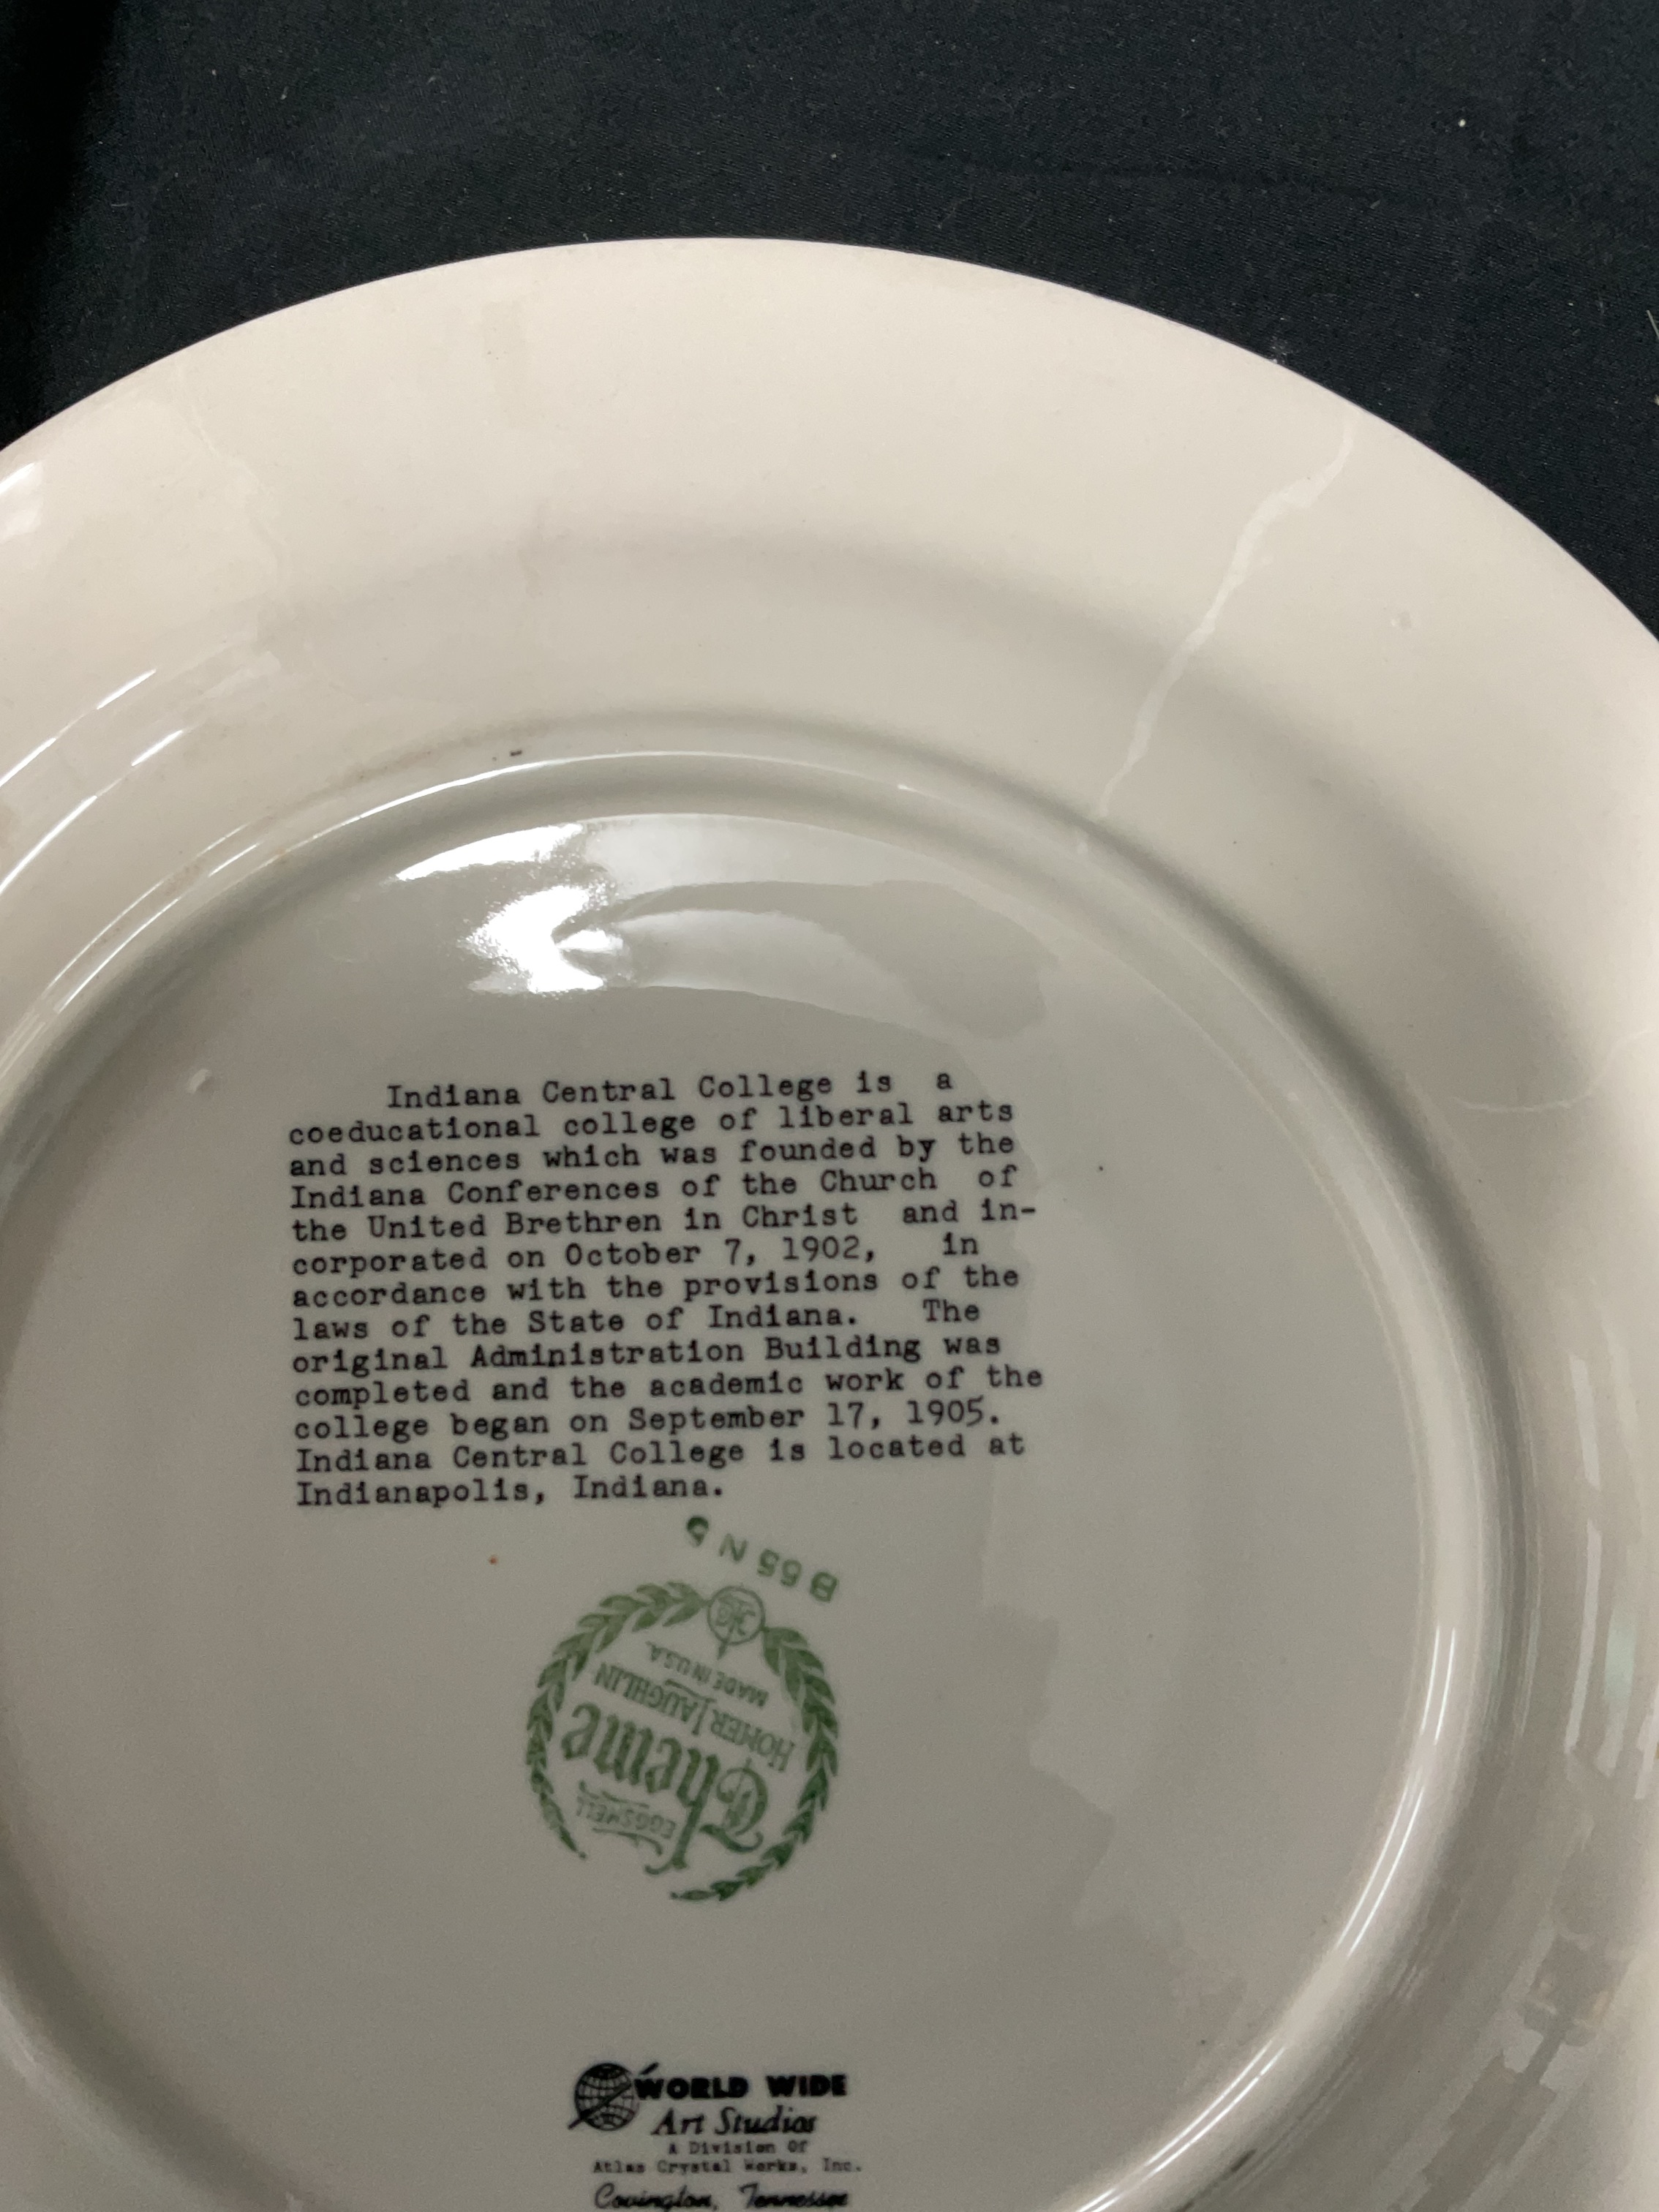 Indiana Central College is a
coeducational college of liberal arts
and sciences which was founded by the
Indiana Conferences of the Church of
the United Brethren in Christ and in-
corporated on October 7, 1902, in
accordance with the provisions of the
laws of the State of Indiana. The
original Administration Building was
completed and the academic work of the
college began on September 17, 1905.
Indiana Central College is located at
Indianapolis, Indiana.
EGGSHELL
Theme
HOMER LAUGHLIN
MADE IN U.S.A.
B 55 N 5
WORLD WIDE
Art Studios
A Division Of
Atlas Crystal Works, Inc.
Covington, Tennessee